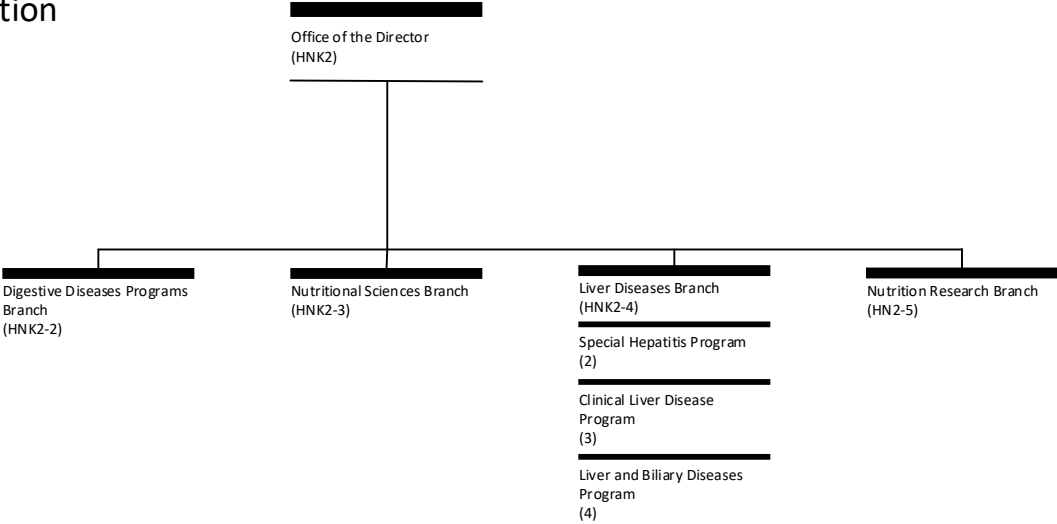 tion
Office of the Director
(HNK2)
Digestive Diseases Programs
Branch
(HNK2-2)
Nutritional Sciences Branch
(HNK2-3)
Liver Diseases Branch
(HNK2-4)
Special Hepatitis Program
(2)
Clinical Liver Disease
Program
(3)
Liver and Biliary Diseases
Program
(4)
Nutrition Research Branch
(HN2-5)